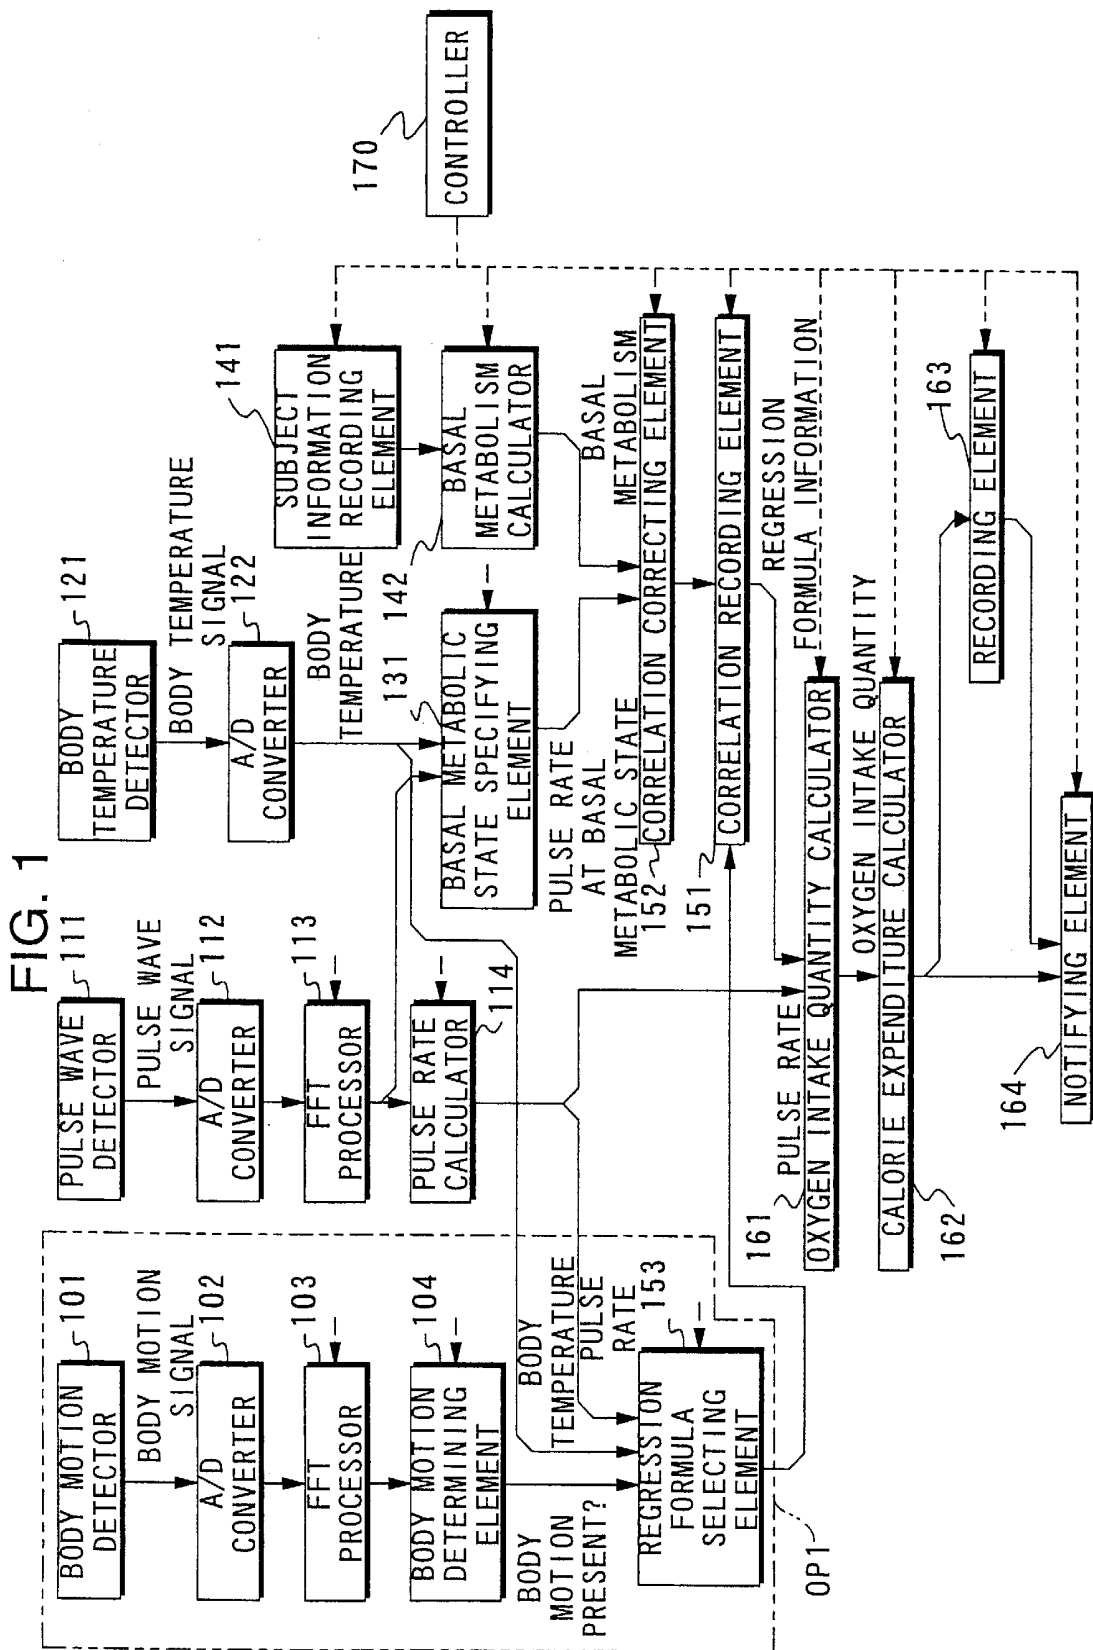 FIG. 1
BODY MOTION
DETECTOR
101
BODY MOTION
SIGNAL
A/D
CONVERTER
102
FFT
PROCESSOR
103
BODY MOTION
DETERMINING
ELEMENT
104
BODY
MOTION
PRESENT?
PULSE WAVE
DETECTOR
111
PULSE WAVE
SIGNAL
A/D
CONVERTER
112
FFT
PROCESSOR
113
PULSE RATE
CALCULATOR
114
BODY
TEMPERATURE
DETECTOR
121
BODY TEMPERATURE
SIGNAL
A/D
CONVERTER
122
BODY
TEMPERATURE
SUBJECT
INFORMATION
RECORDING
ELEMENT
141
BASAL METABOLIC
STATE SPECIFYING
ELEMENT
131
BASAL
METABOLISM
CALCULATOR
142
CONTROLLER
170
BODY
TEMPERATURE
PULSE
RATE
REGRESSION
FORMULA
SELECTING
ELEMENT
153
OP1
PULSE RATE
AT BASAL
METABOLIC STATE
BASAL
METABOLISM
152
CORRELATION CORRECTING ELEMENT
151
CORRELATION RECORDING ELEMENT
REGRESSION
FORMULA INFORMATION
161
PULSE RATE
OXYGEN INTAKE QUANTITY CALCULATOR
OXYGEN INTAKE QUANTITY
CALORIE EXPENDITURE CALCULATOR
162
RECORDING ELEMENT
163
164
NOTIFYING ELEMENT